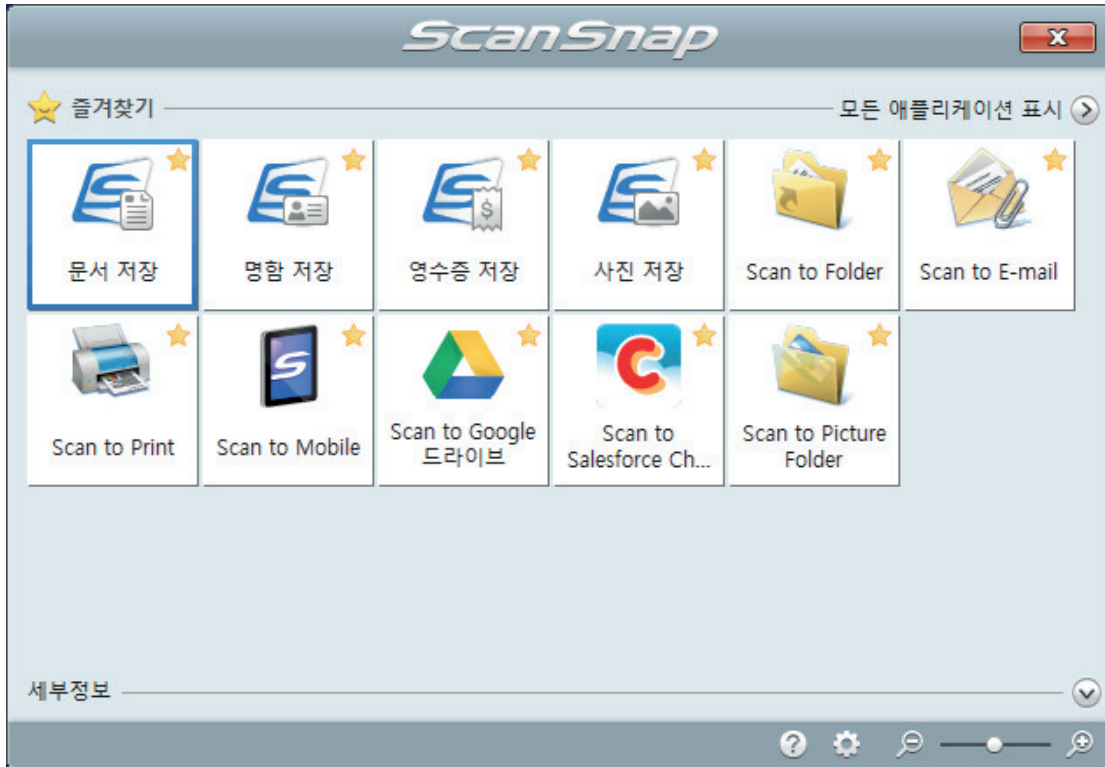 ScanSnap
즐겨찾기
모든 애플리케이션 표시
문서 저장
명함 저장
영수증 저장
사진 저장
Scan to Folder
Scan to E-mail
Scan to Print
Scan to Mobile
Scan to Google
드라이브
Scan to
Salesforce Ch...
Scan to Picture
Folder
세부정보